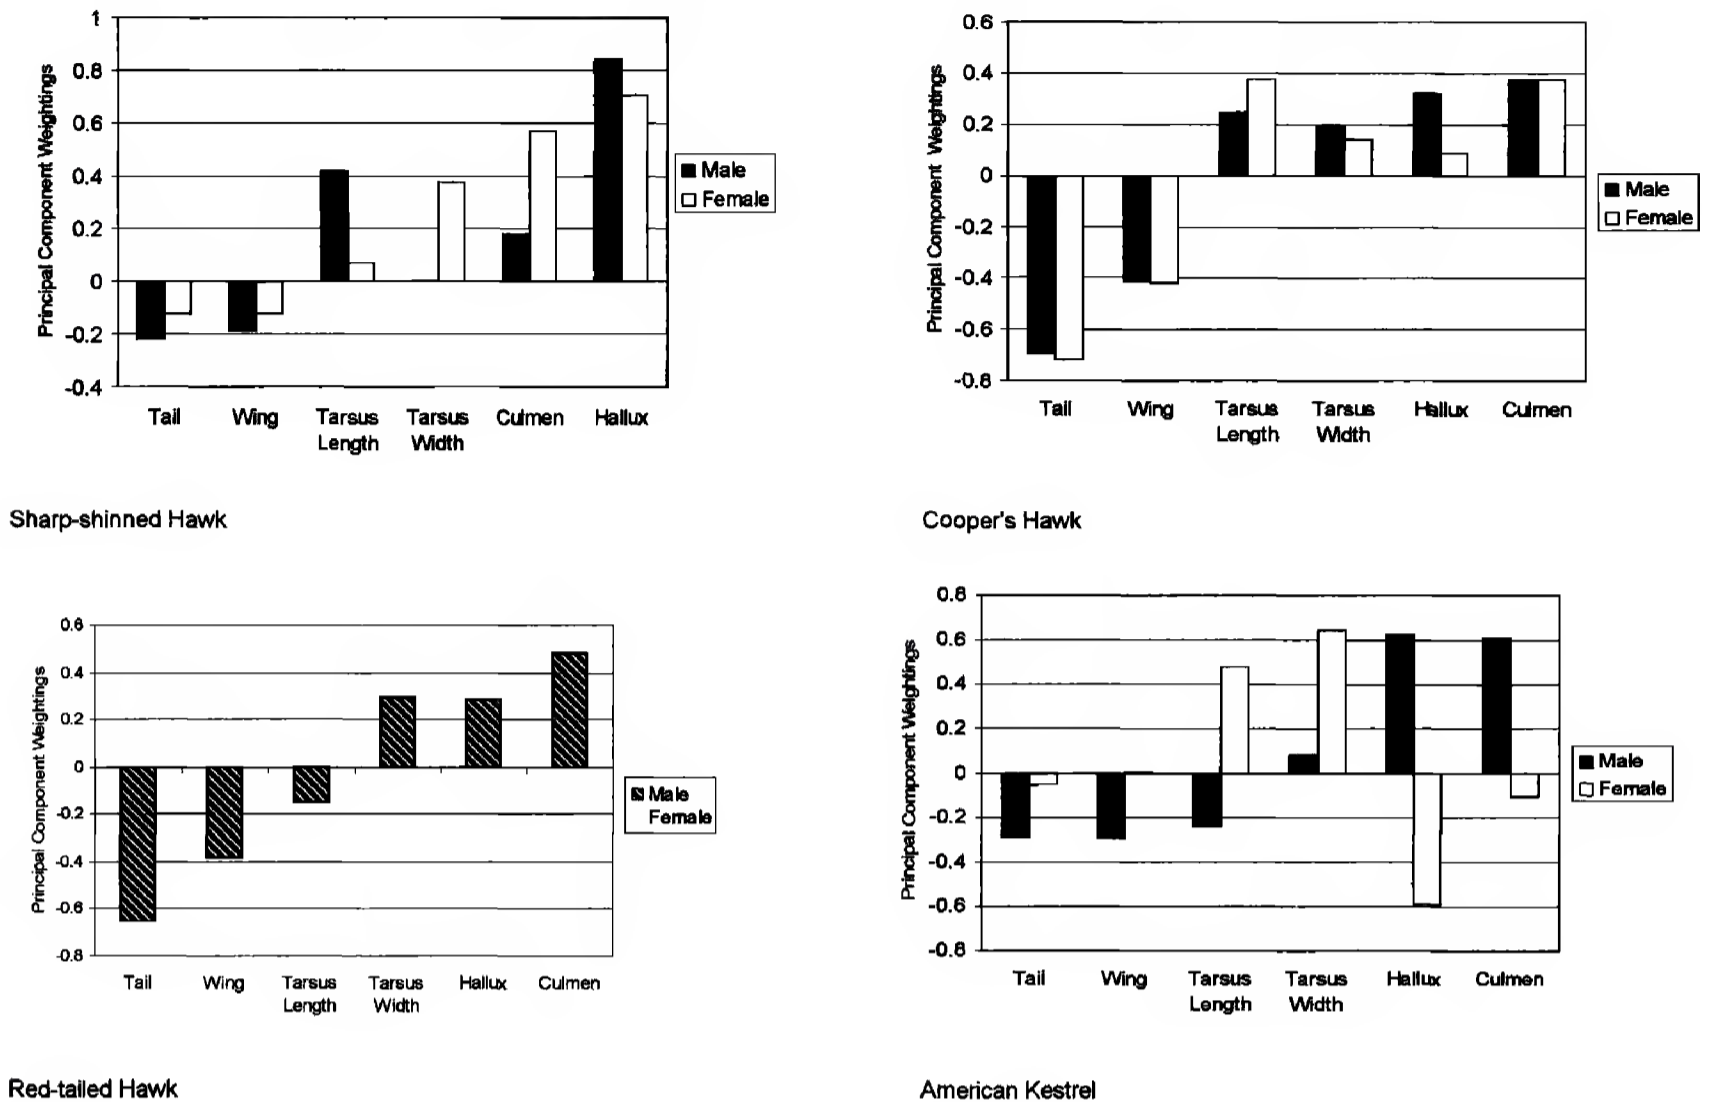 Principal Component Weightings
1
0.8
0.6
0.4
0.2
0
-0.2
-0.4
Tail Wing Tarsus Length Tarsus Width Culmen Hallux
Male
Female
Sharp-shinned Hawk
Principal Component Weightings
0.6
0.4
0.2
0
-0.2
-0.4
-0.6
-0.8
Tail Wing Tarsus Length Tarsus Width Hallux Culmen
Male
Female
Cooper's Hawk
Principal Component Weightings
0.6
0.4
0.2
0
-0.2
-0.4
-0.6
-0.8
Tail Wing Tarsus Length Tarsus Width Hallux Culmen
Male
Female
Red-tailed Hawk
Principal Component Weightings
0.8
0.6
0.4
0.2
0
-0.2
-0.4
-0.6
-0.8
Tail Wing Tarsus Length Tarsus Width Hallux Culmen
Male
Female
American Kestrel